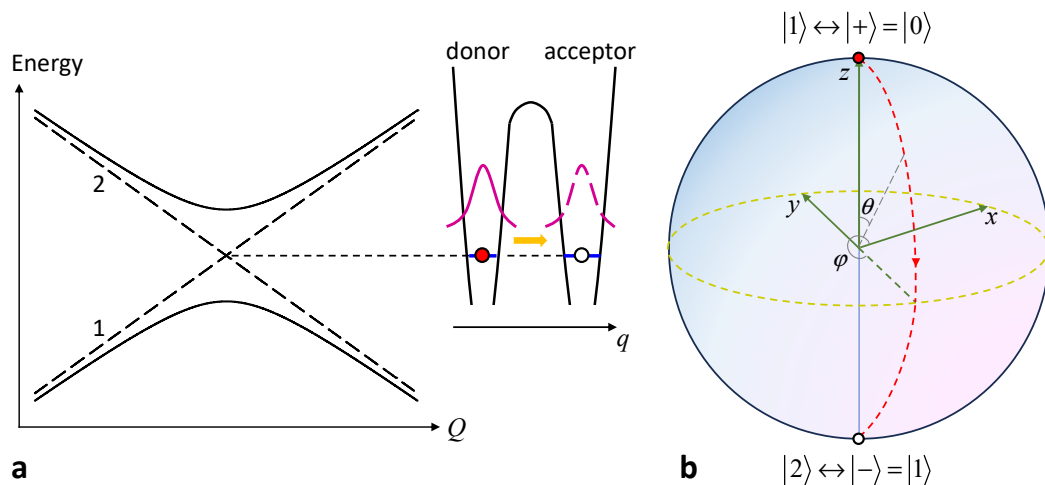 Energy
2
1
Q
a
donor acceptor
q
|1⟩ ↔ |+⟩ = |0⟩
z
y
θ
x
φ
|2⟩ ↔ |−⟩ = |1⟩
b